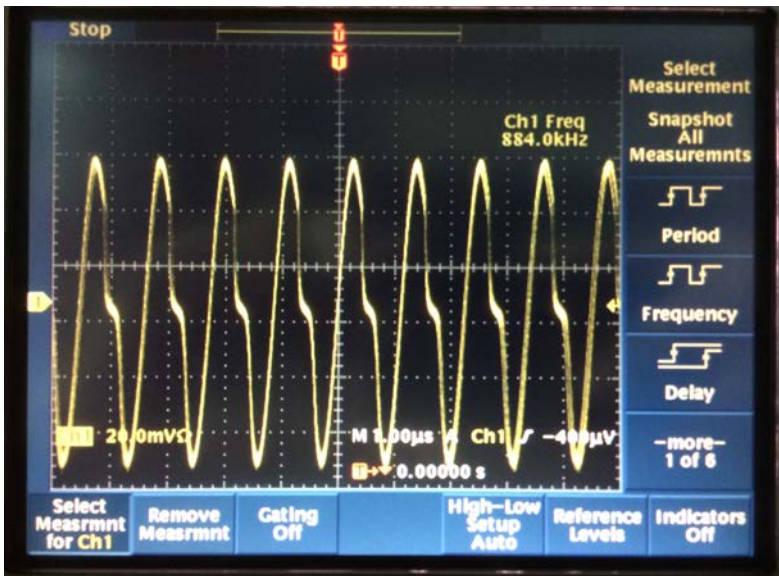 Stop
U
T
Ch1 Freq
884.0kHz
1
Ch1 20.0mVΩ M 1.00µs A Ch1 ∫ −400µV
T→▼ 0.00000 s
Select
Measurement
Snapshot
All
Measuremnts
Period
Frequency
Delay
−more−
1 of 6
Select
Measrmnt
for Ch1
Remove
Measrmnt
Gating
Off
High−Low
Setup
Auto
Reference
Levels
Indicators
Off